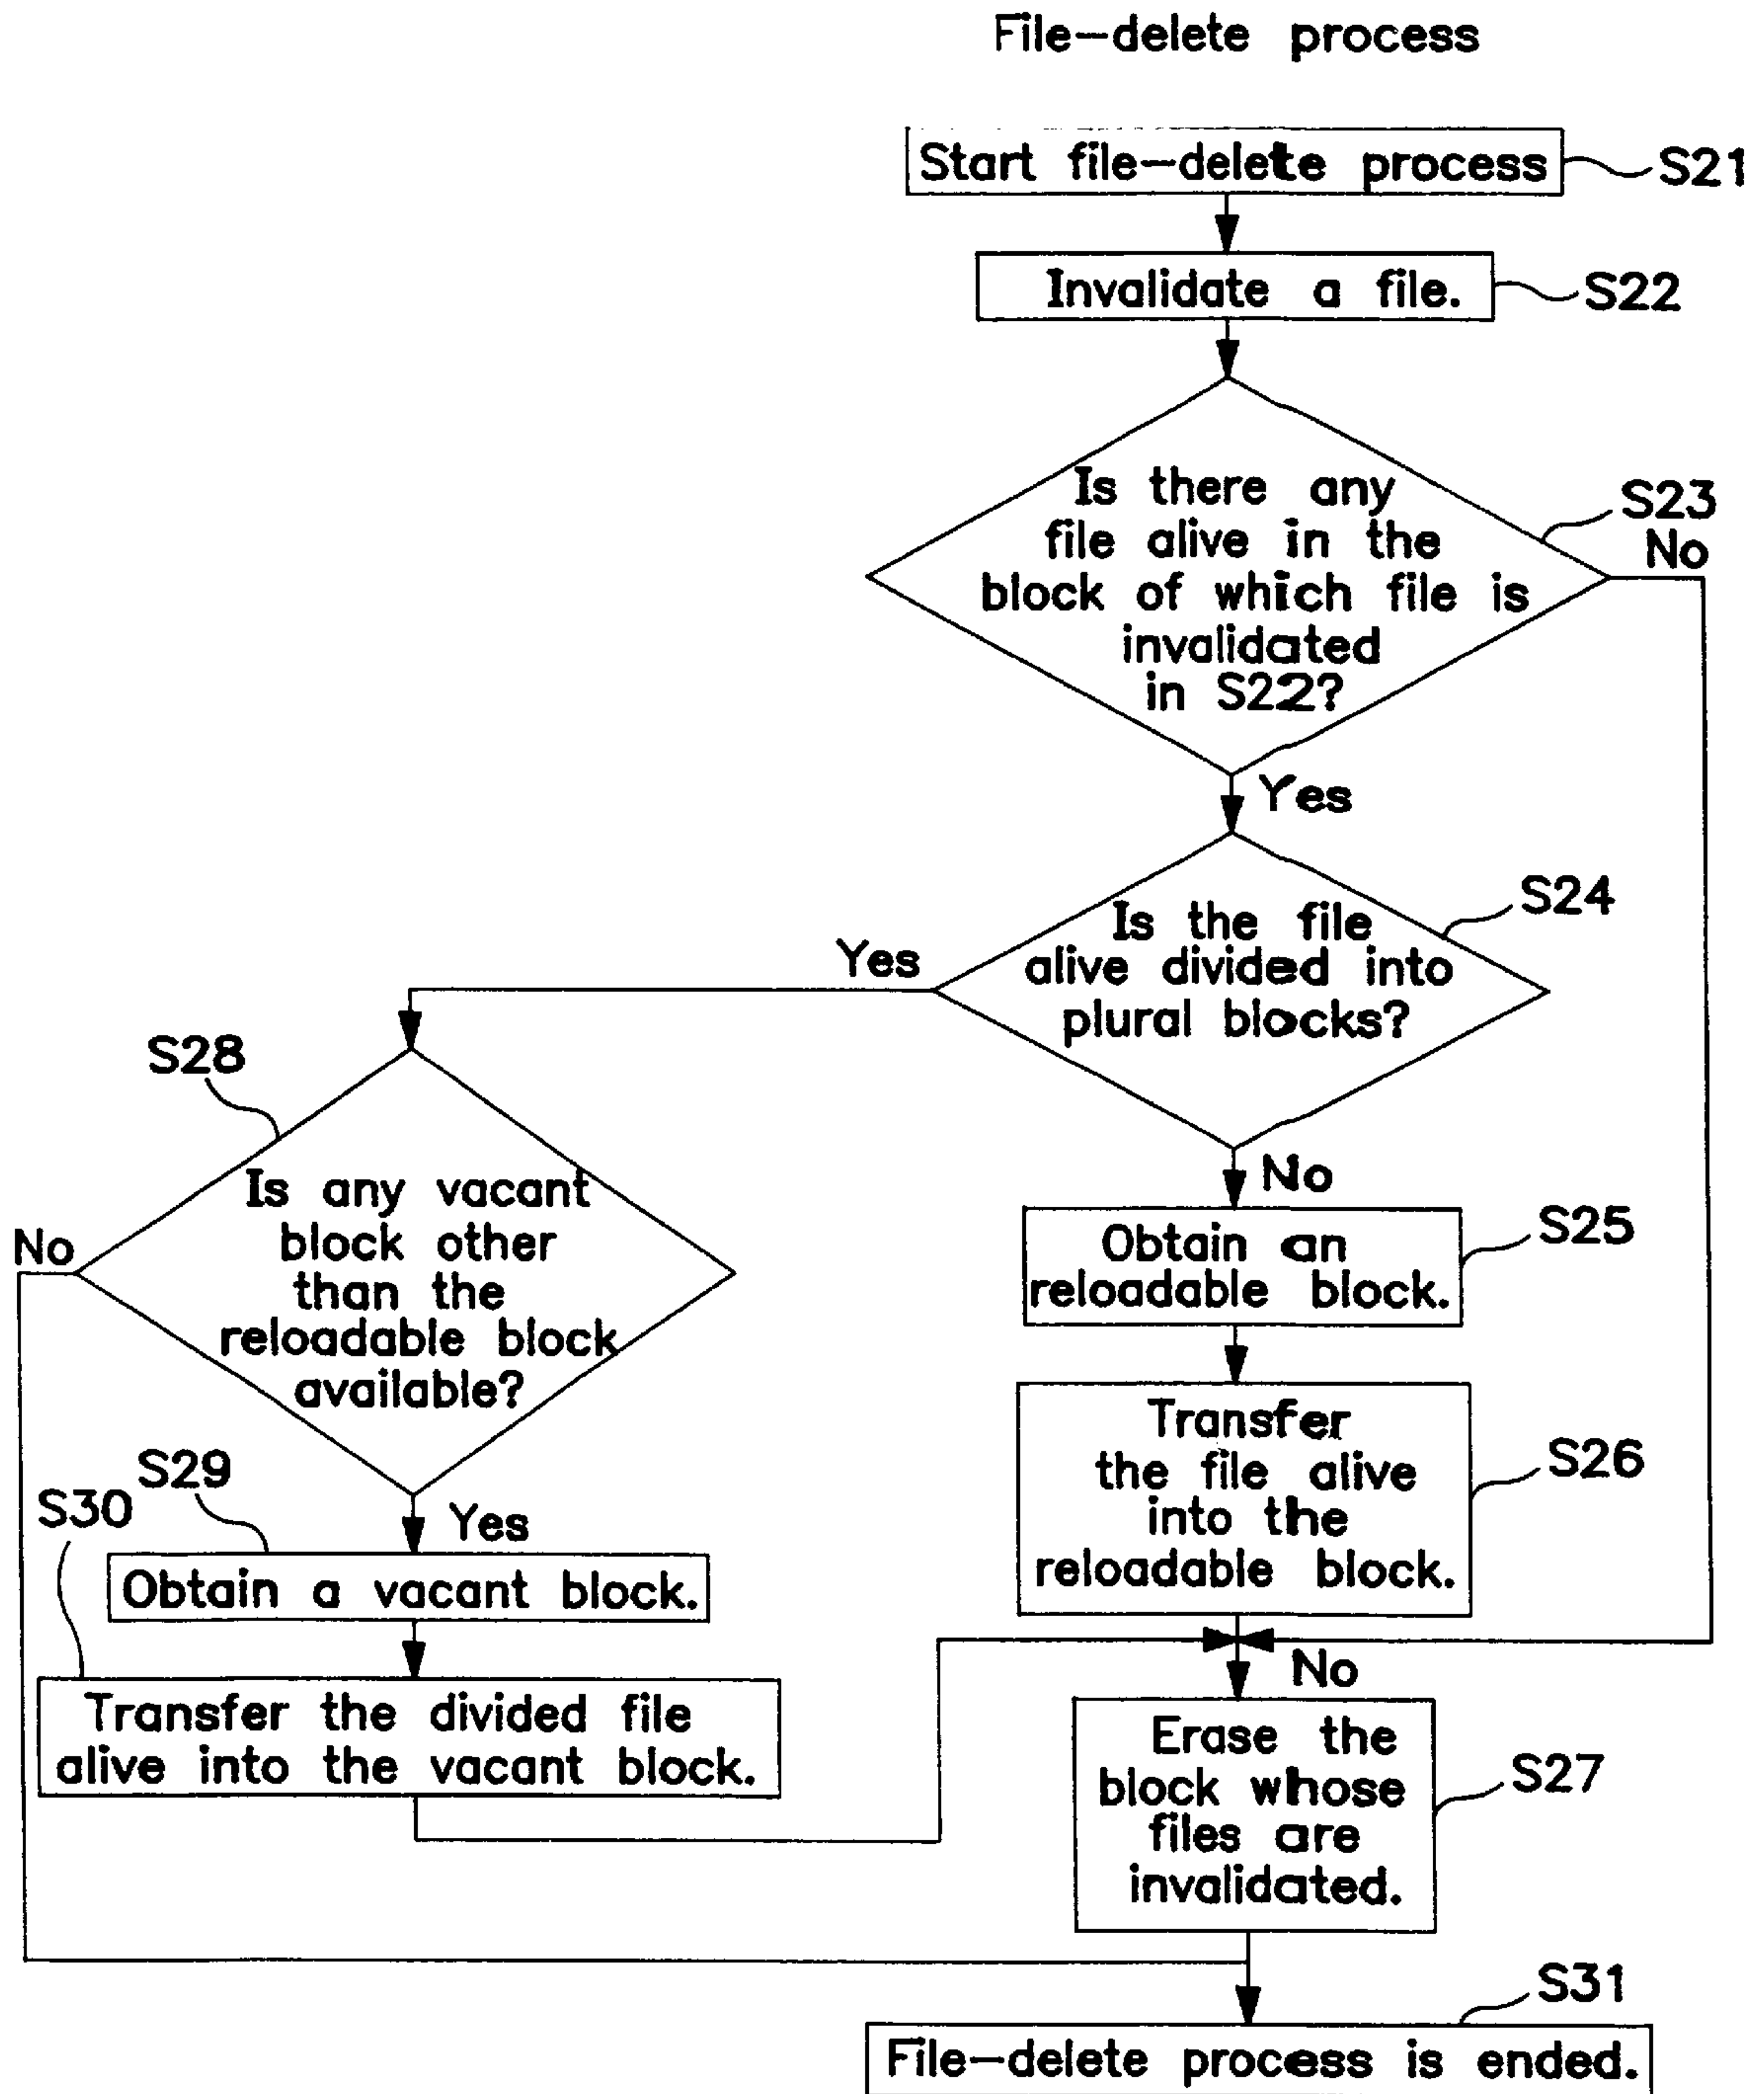 File-delete process
Start file-delete process
S21
Invalidate a file.
S22
Is there any
file alive in the
block of which file is
invalidated
in S22?
S23
No
Yes
Is the file
alive divided into
plural blocks?
S24
Yes
No
S28
Is any vacant
block other
than the
reloadable block
available?
No
Yes
Obtain an
reloadable block.
S25
Transfer
the file alive
into the
reloadable block.
S26
S29
Obtain a vacant block.
S30
Transfer the divided file
alive into the vacant block.
No
Erase the
block whose
files are
invalidated.
S27
S31
File-delete process is ended.